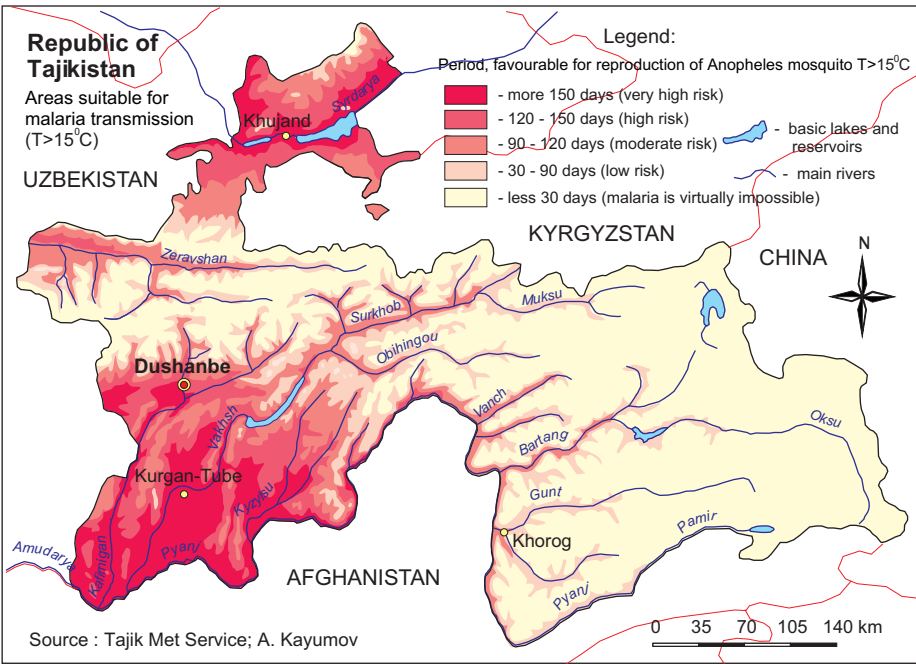 Republic of
Tajikistan
Areas suitable for
malaria transmission
(T>15⁰C)
Legend:
Period, favourable for reproduction of Anopheles mosquito T>15⁰C
- more 150 days (very high risk)
- 120 - 150 days (high risk)
- 90 - 120 days (moderate risk)
- 30 - 90 days (low risk)
- less 30 days (malaria is virtually impossible)
- basic lakes and
reservoirs
- main rivers
Syrdarya
Khujand
UZBEKISTAN
KYRGYZSTAN
CHINA
N
Zeravshan
Surkhob
Muksu
Obihingou
Dushanbe
Vakhsh
Vanch
Bartang
Oksu
Kurgan-Tube
Kyzylsu
Gunt
Pamir
Khorog
Amudarya
Kafirnigan
Pyanj
AFGHANISTAN
Pyanj
Source : Tajik Met Service; A. Kayumov
0 35 70 105 140 km